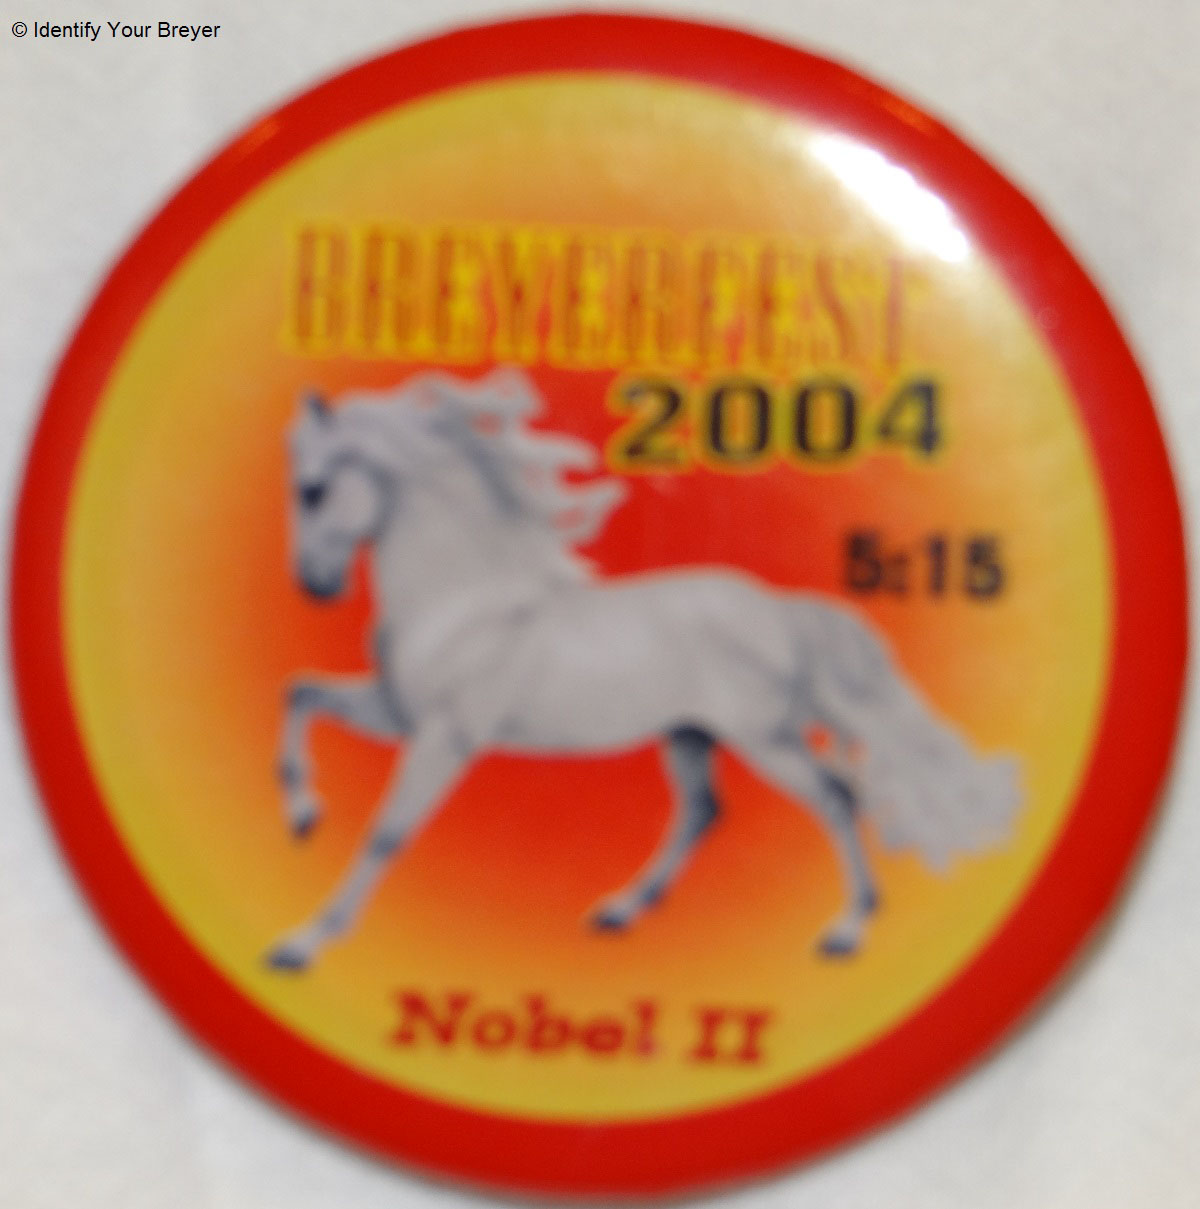 © Identify Your Breyer
BREYERFEST
2004
5:15
Nobel II